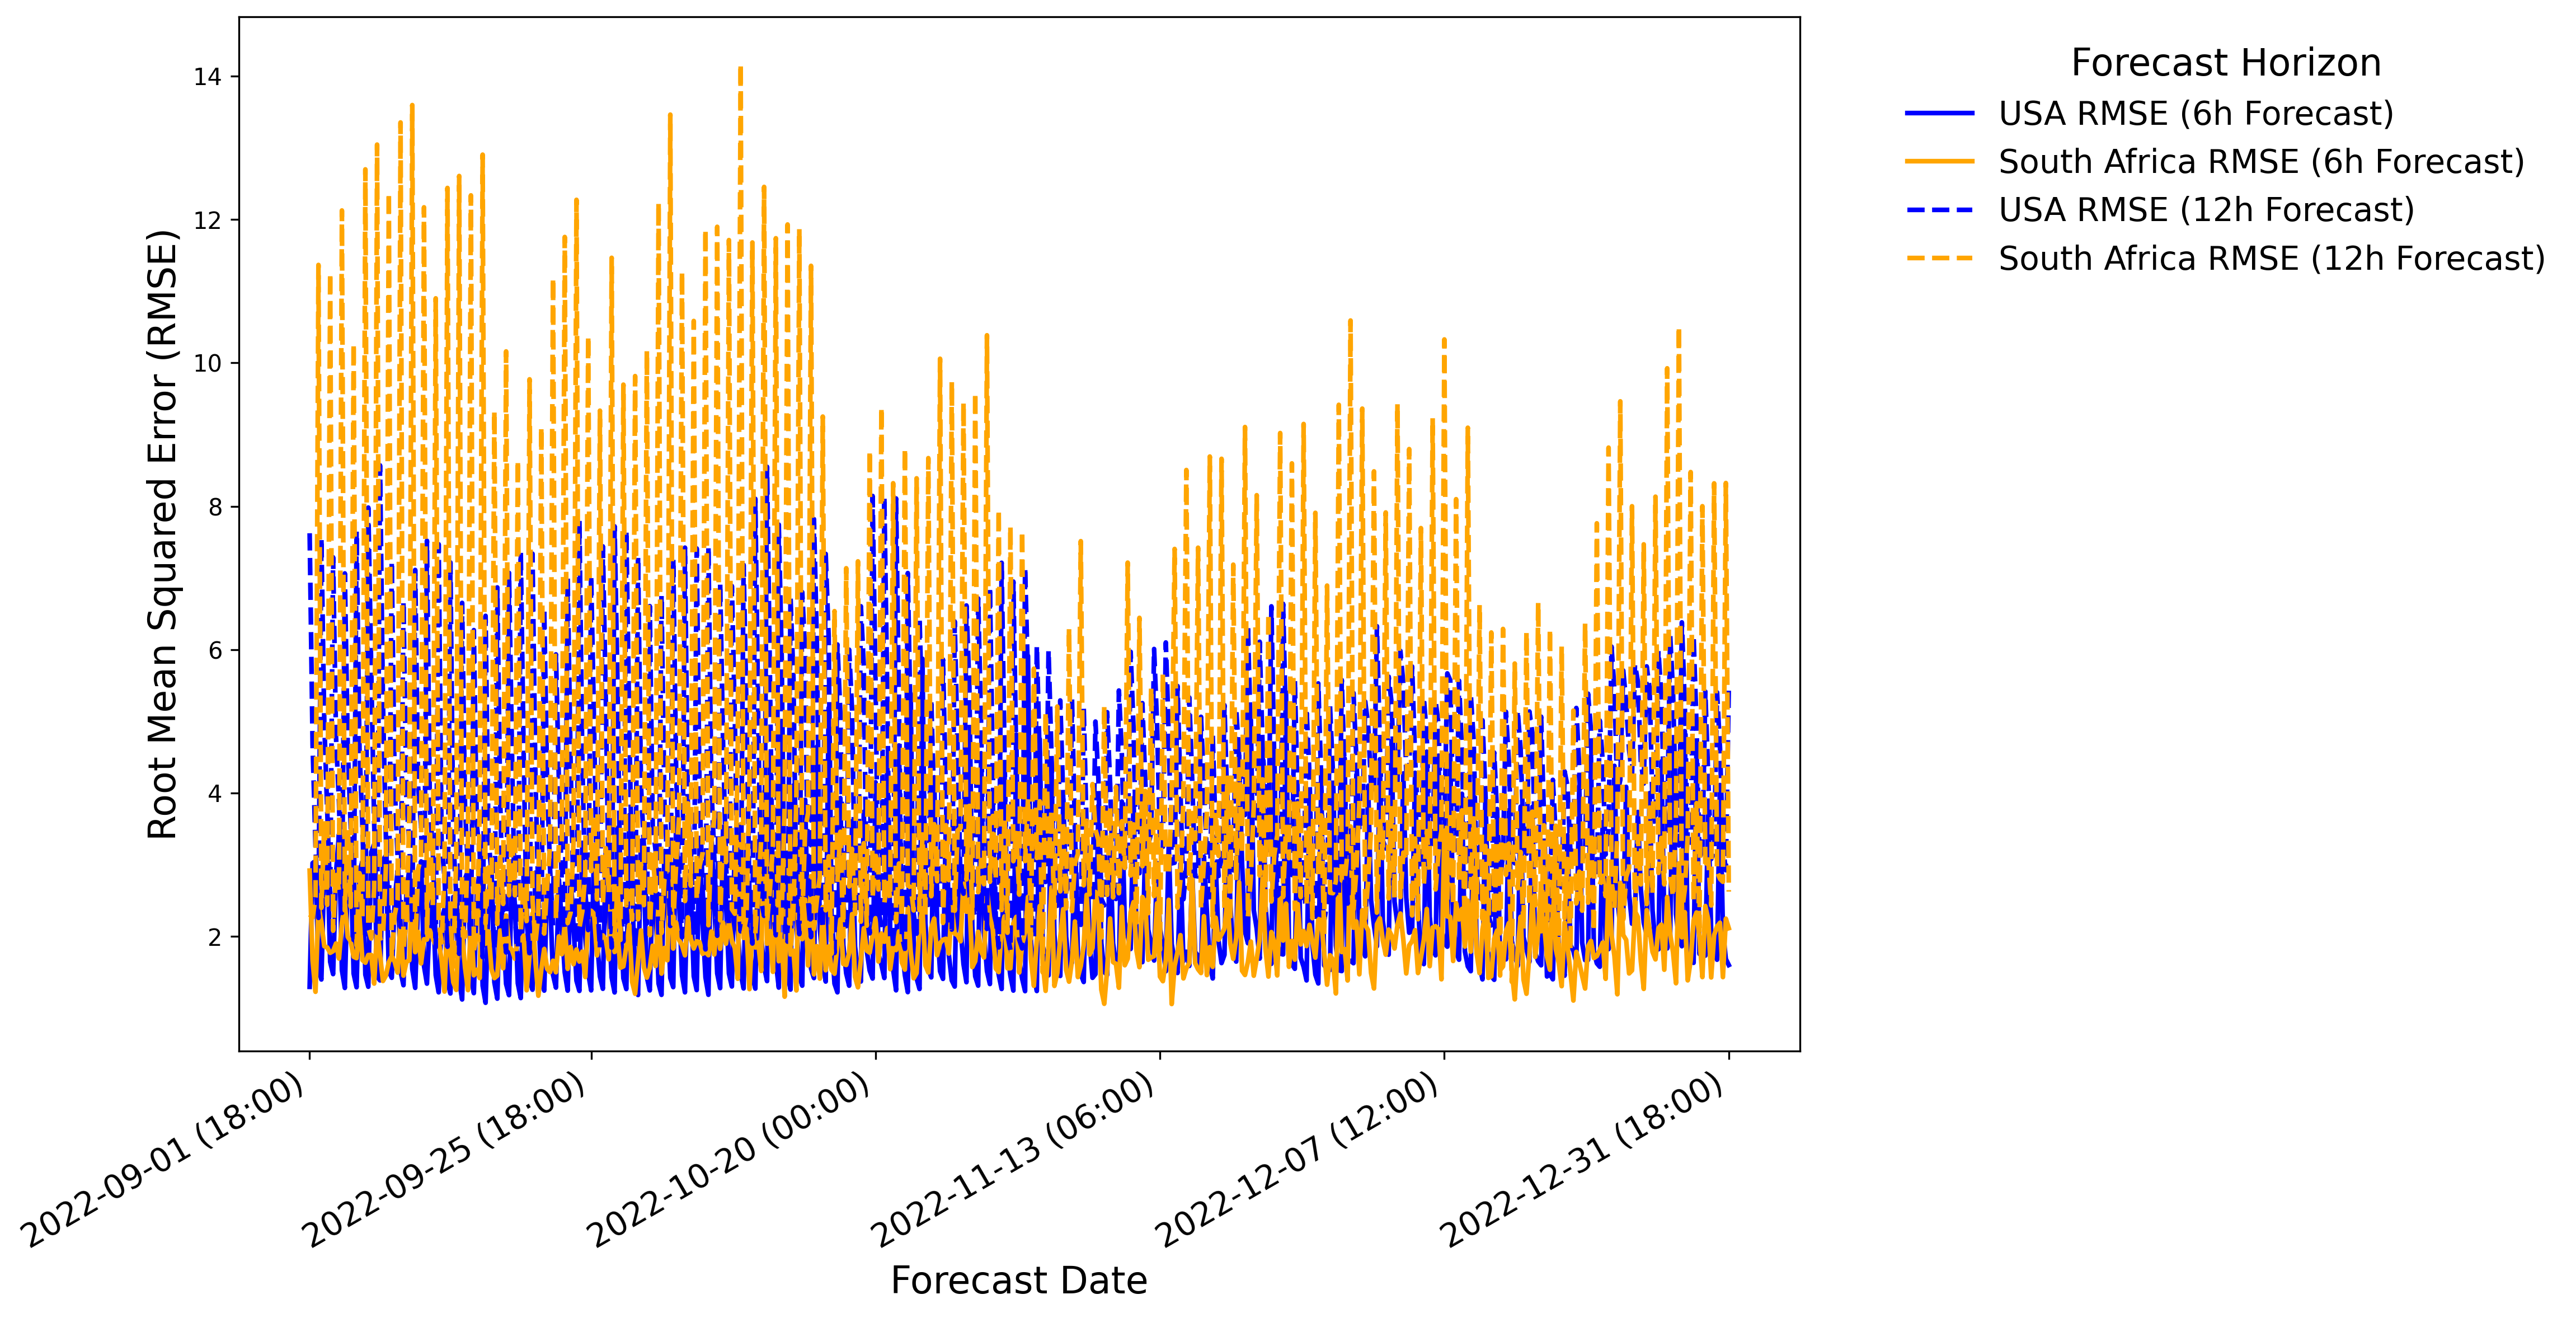 Forecast Horizon
USA RMSE (6h Forecast)
South Africa RMSE (6h Forecast)
USA RMSE (12h Forecast)
South Africa RMSE (12h Forecast)
Root Mean Squared Error (RMSE)
14
12
10
8
6
4
2
2022-09-01 (18:00)
2022-09-25 (18:00)
2022-10-20 (00:00)
2022-11-13 (06:00)
2022-12-07 (12:00)
2022-12-31 (18:00)
Forecast Date